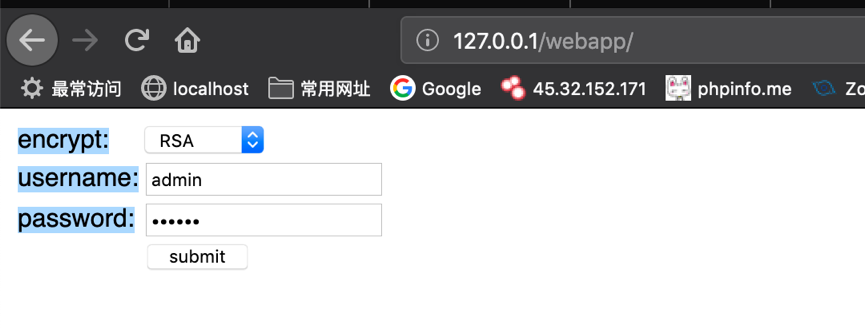 127.0.0.1/webapp/
最常访问 localhost 常用网址 Google 45.32.152.171 phpinfo.me Zo
encrypt: RSA
username: admin
password: ••••••
submit